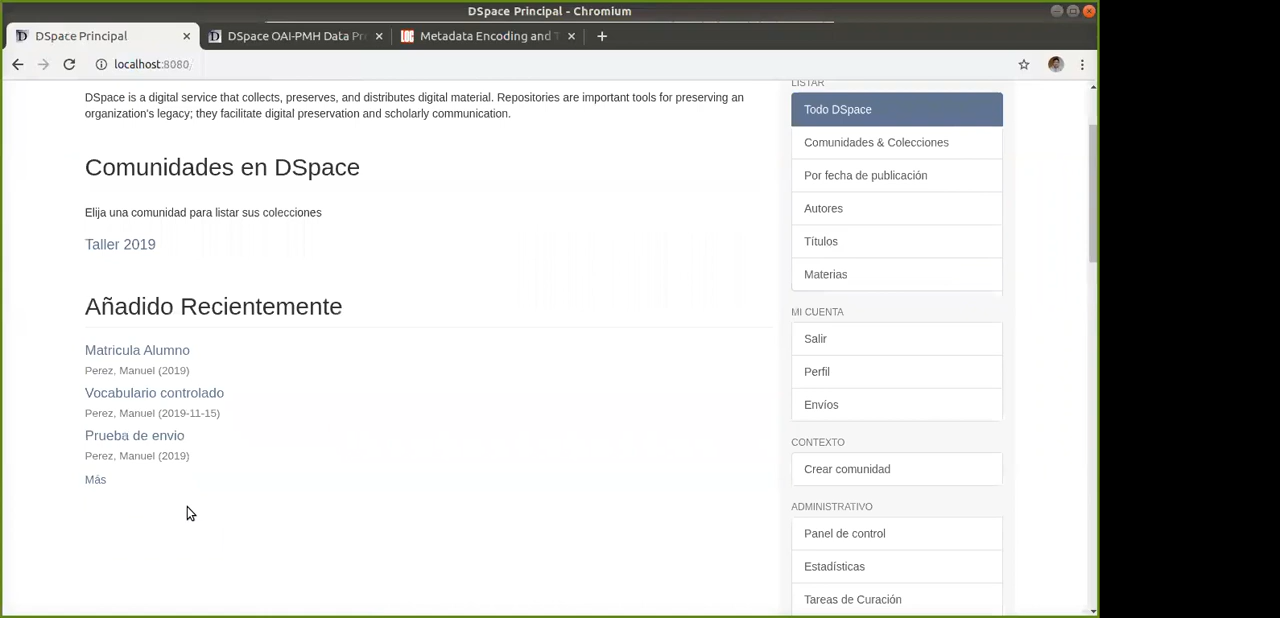 DSpace Principal - Chromium
DSpace Principal
DSpace OAI-PMH Data Pr
Metadata Encoding and T
localhost:8080
DSpace is a digital service that collects, preserves, and distributes digital material. Repositories are important tools for preserving an
organization's legacy; they facilitate digital preservation and scholarly communication.
Comunidades en DSpace
Elija una comunidad para listar sus colecciones
Taller 2019
Añadido Recientemente
Matricula Alumno
Perez, Manuel (2019)
Vocabulario controlado
Perez, Manuel (2019-11-15)
Prueba de envio
Perez, Manuel (2019)
Más
LISTAR
Todo DSpace
Comunidades & Colecciones
Por fecha de publicación
Autores
Títulos
Materias
MI CUENTA
Salir
Perfil
Envíos
CONTEXTO
Crear comunidad
ADMINISTRATIVO
Panel de control
Estadísticas
Tareas de Curación